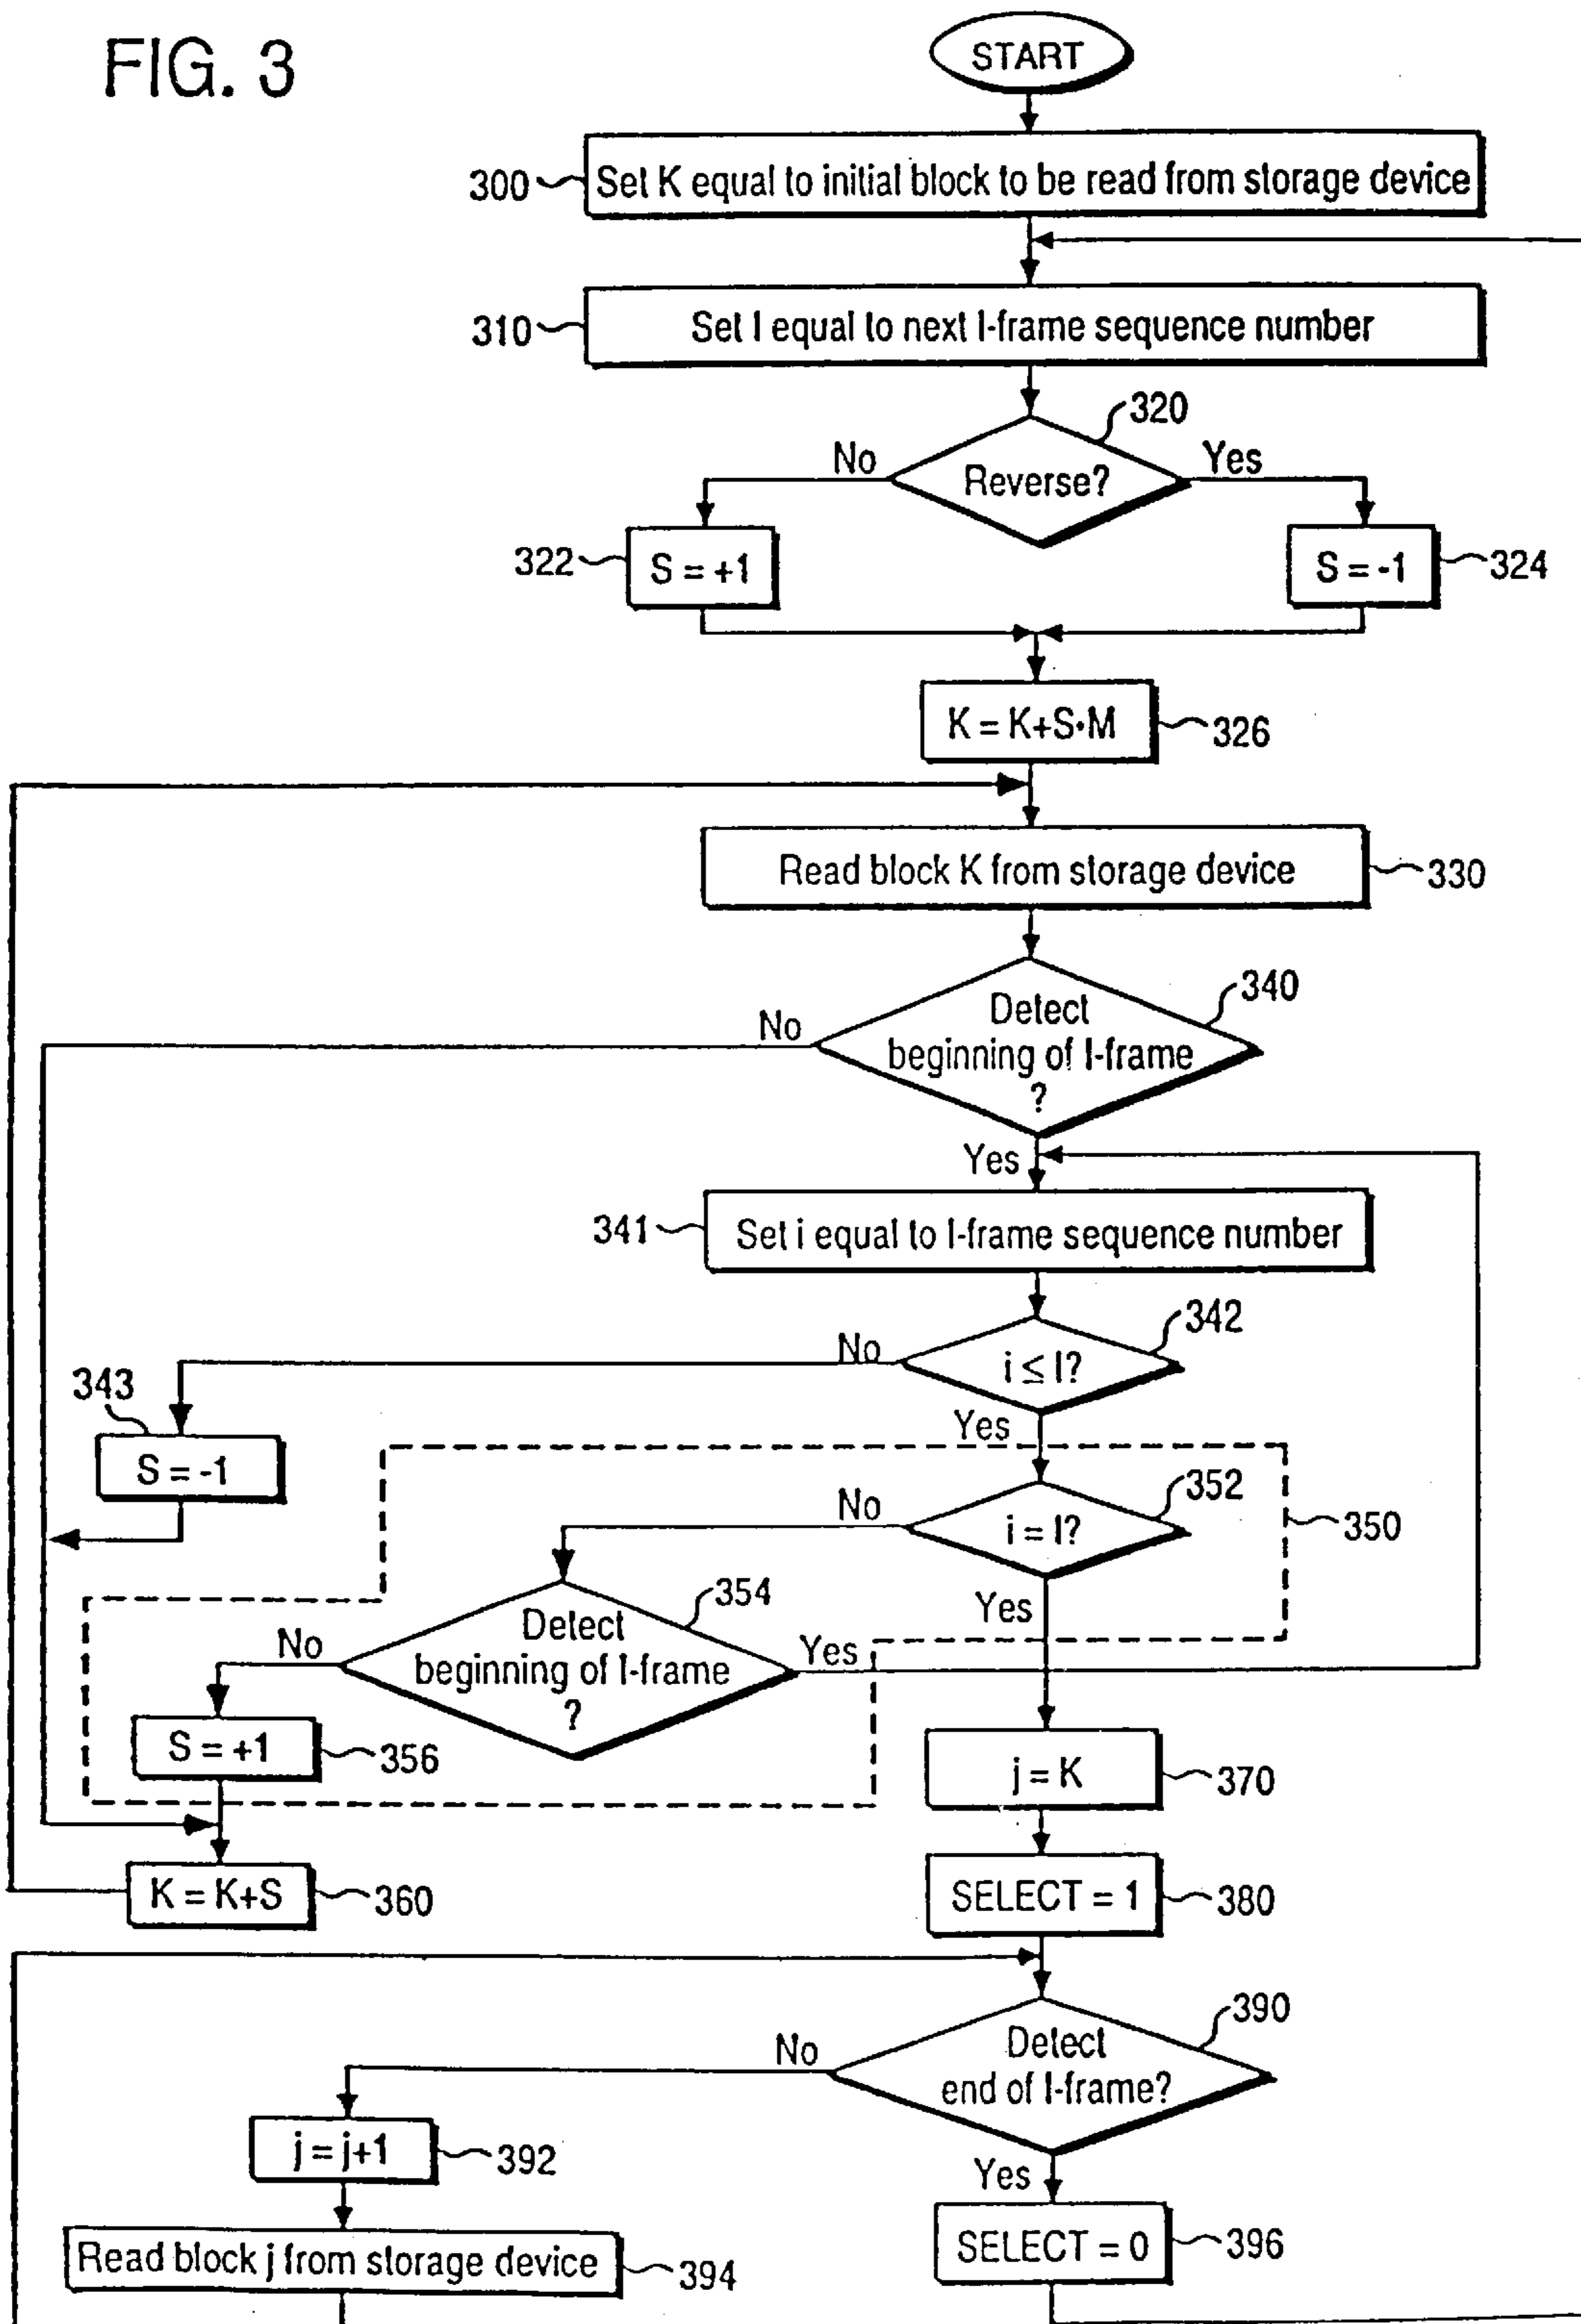 FIG. 3
START
300 Set K equal to initial block to be read from storage device
310 Set I equal to next I-frame sequence number
320
No Reverse? Yes
322 S = +1
S = -1 324
K = K+S•M 326
Read block K from storage device 330
340
No
Detect
beginning of I-frame
?
Yes
341 Set i equal to I-frame sequence number
342
No
i ≤ I?
343
S = -1
Yes
352
No
i = I?
350
354
Yes
Detect
beginning of I-frame
?
No
Yes
S = +1 356
j = K 370
K = K+S 360
SELECT = 1 380
390
No
Detect
end of I-frame?
j = j+1 392
Yes
Read block j from storage device 394
SELECT = 0 396